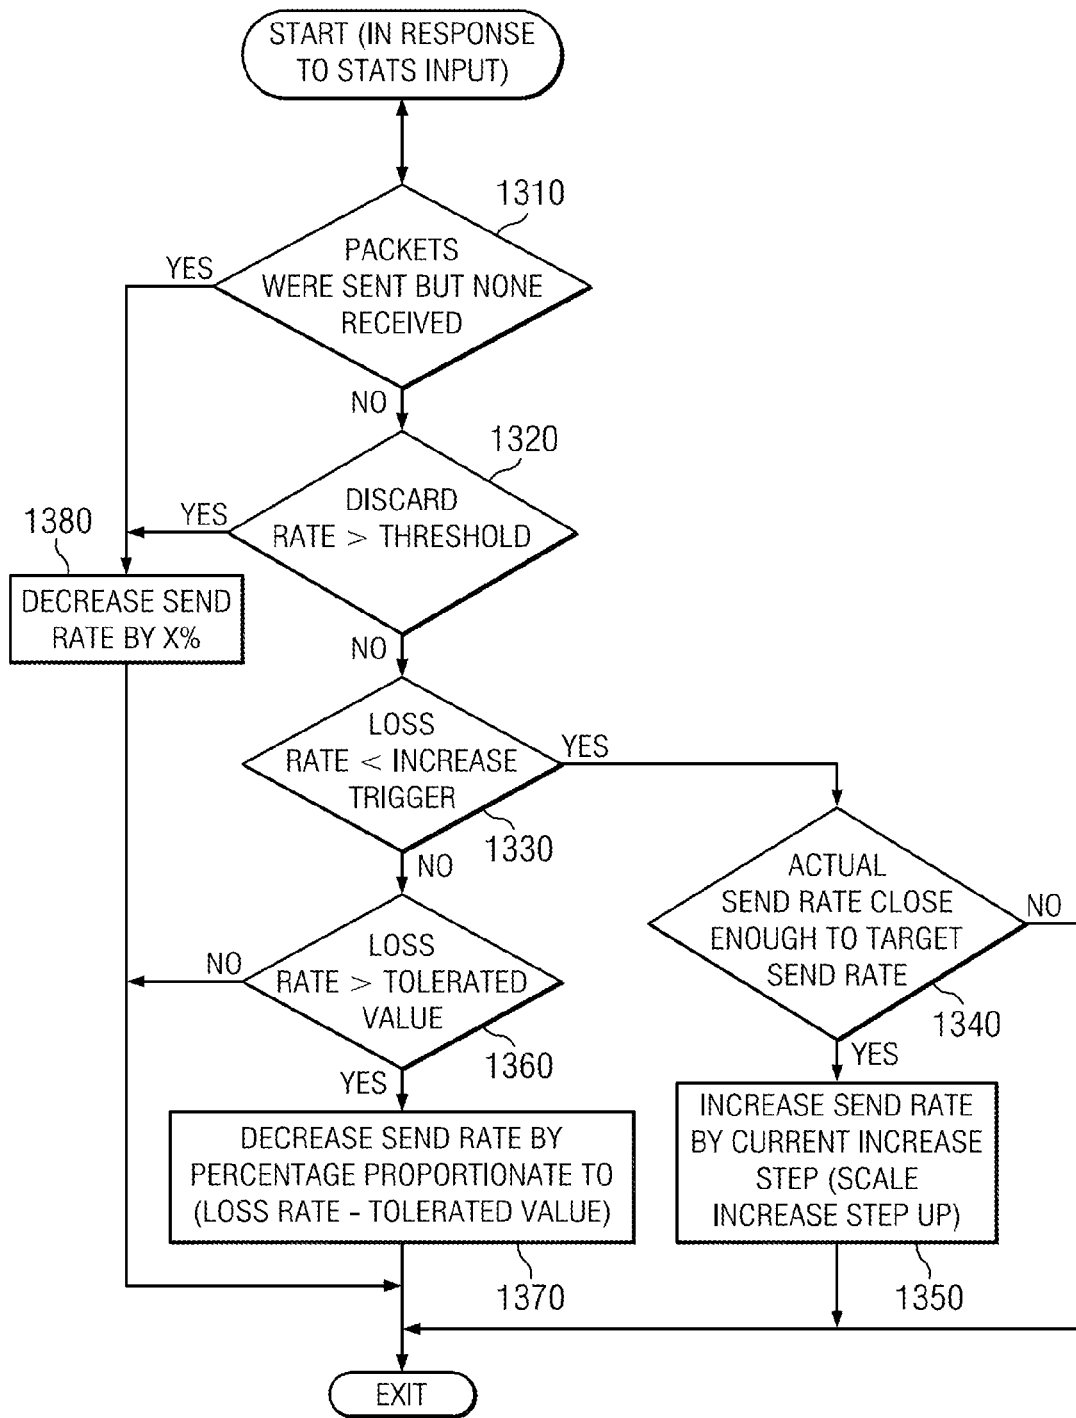 START (IN RESPONSE
TO STATS INPUT)
1310
PACKETS
WERE SENT BUT NONE
RECEIVED
YES
NO
1320
DISCARD
RATE > THRESHOLD
YES
1380
DECREASE SEND
RATE BY X%
NO
LOSS
RATE < INCREASE
TRIGGER
YES
1330
NO
ACTUAL
SEND RATE CLOSE
ENOUGH TO TARGET
SEND RATE
NO
1340
YES
LOSS
RATE > TOLERATED
VALUE
NO
1360
YES
DECREASE SEND RATE BY
PERCENTAGE PROPORTIONATE TO
(LOSS RATE - TOLERATED VALUE)
1370
INCREASE SEND RATE
BY CURRENT INCREASE
STEP (SCALE
INCREASE STEP UP)
1350
EXIT